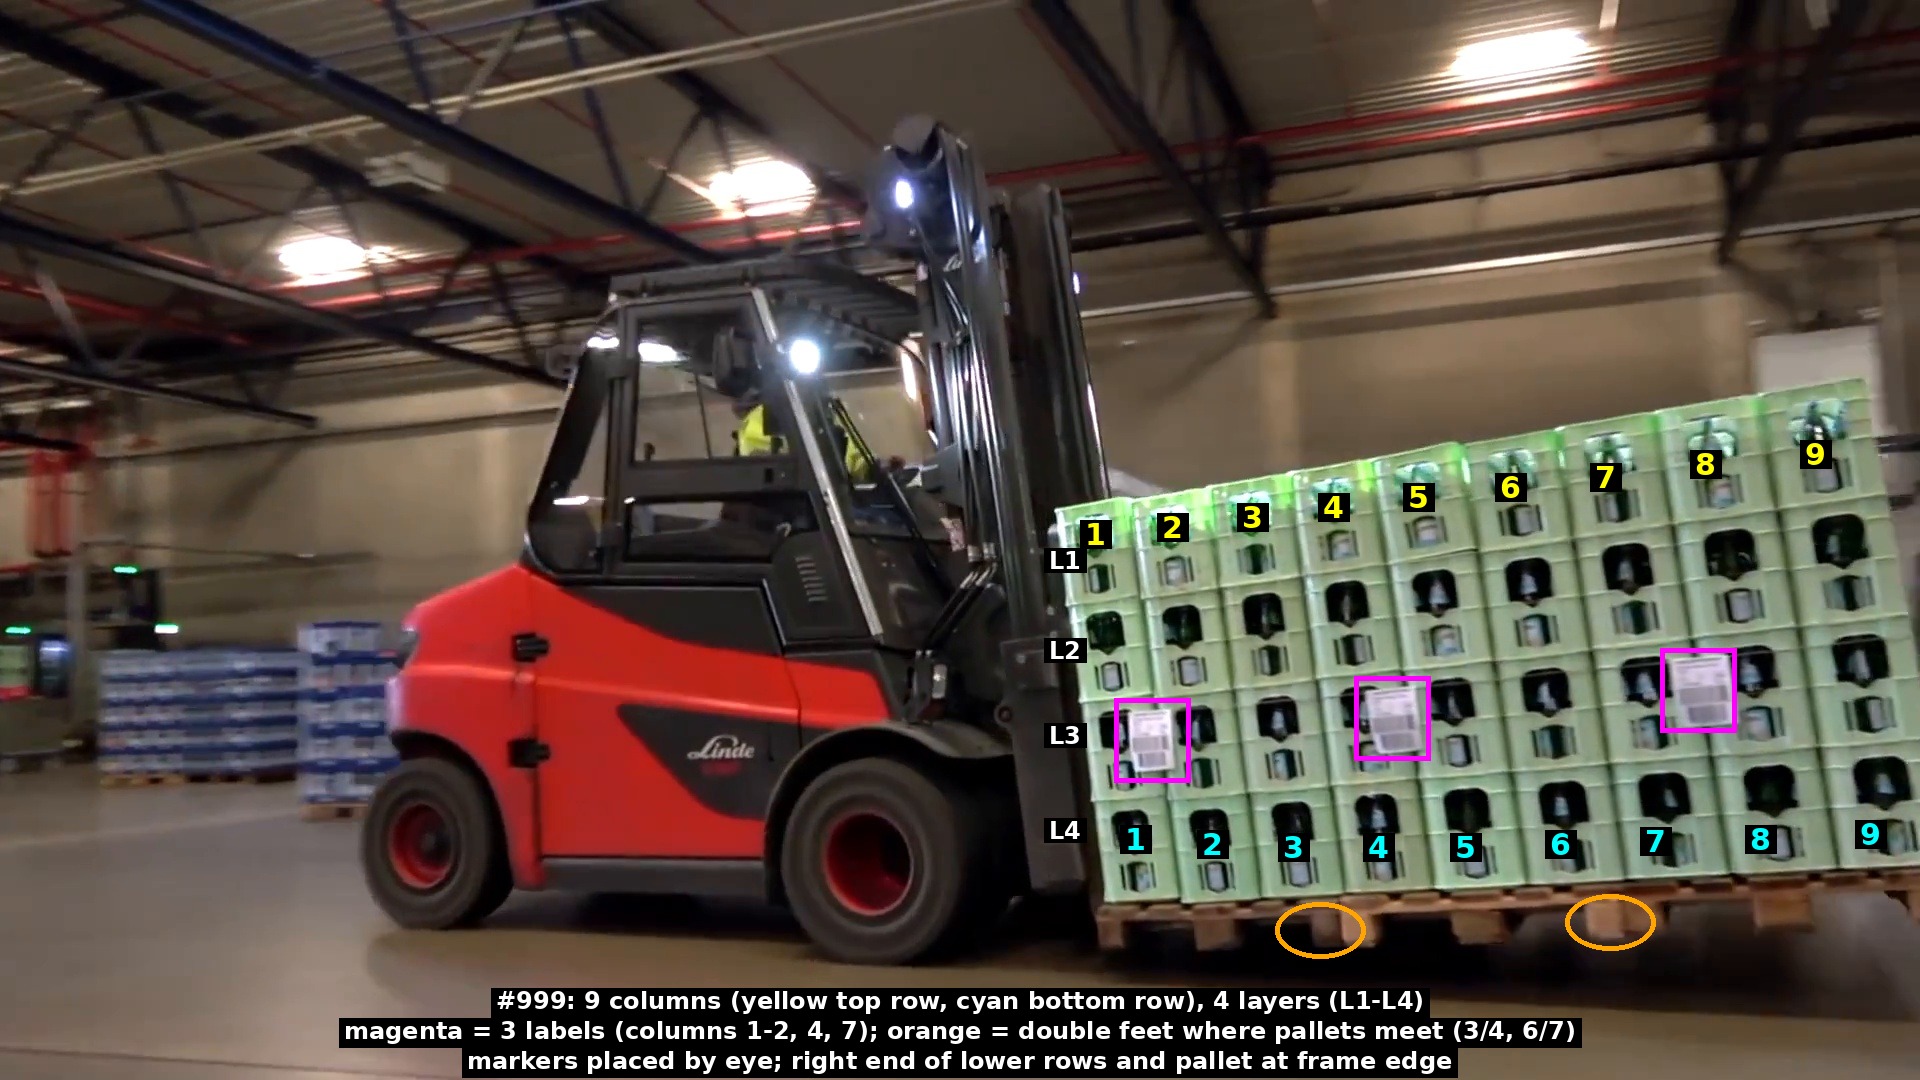 1 2 3 4 5 6 7 8 9
L1
L2
L3
L4
Linde
1 2 3 4 5 6 7 8 9
#999: 9 columns (yellow top row, cyan bottom row), 4 layers (L1-L4)
magenta = 3 labels (columns 1-2, 4, 7); orange = double feet where pallets meet (3/4, 6/7)
markers placed by eye; right end of lower rows and pallet at frame edge